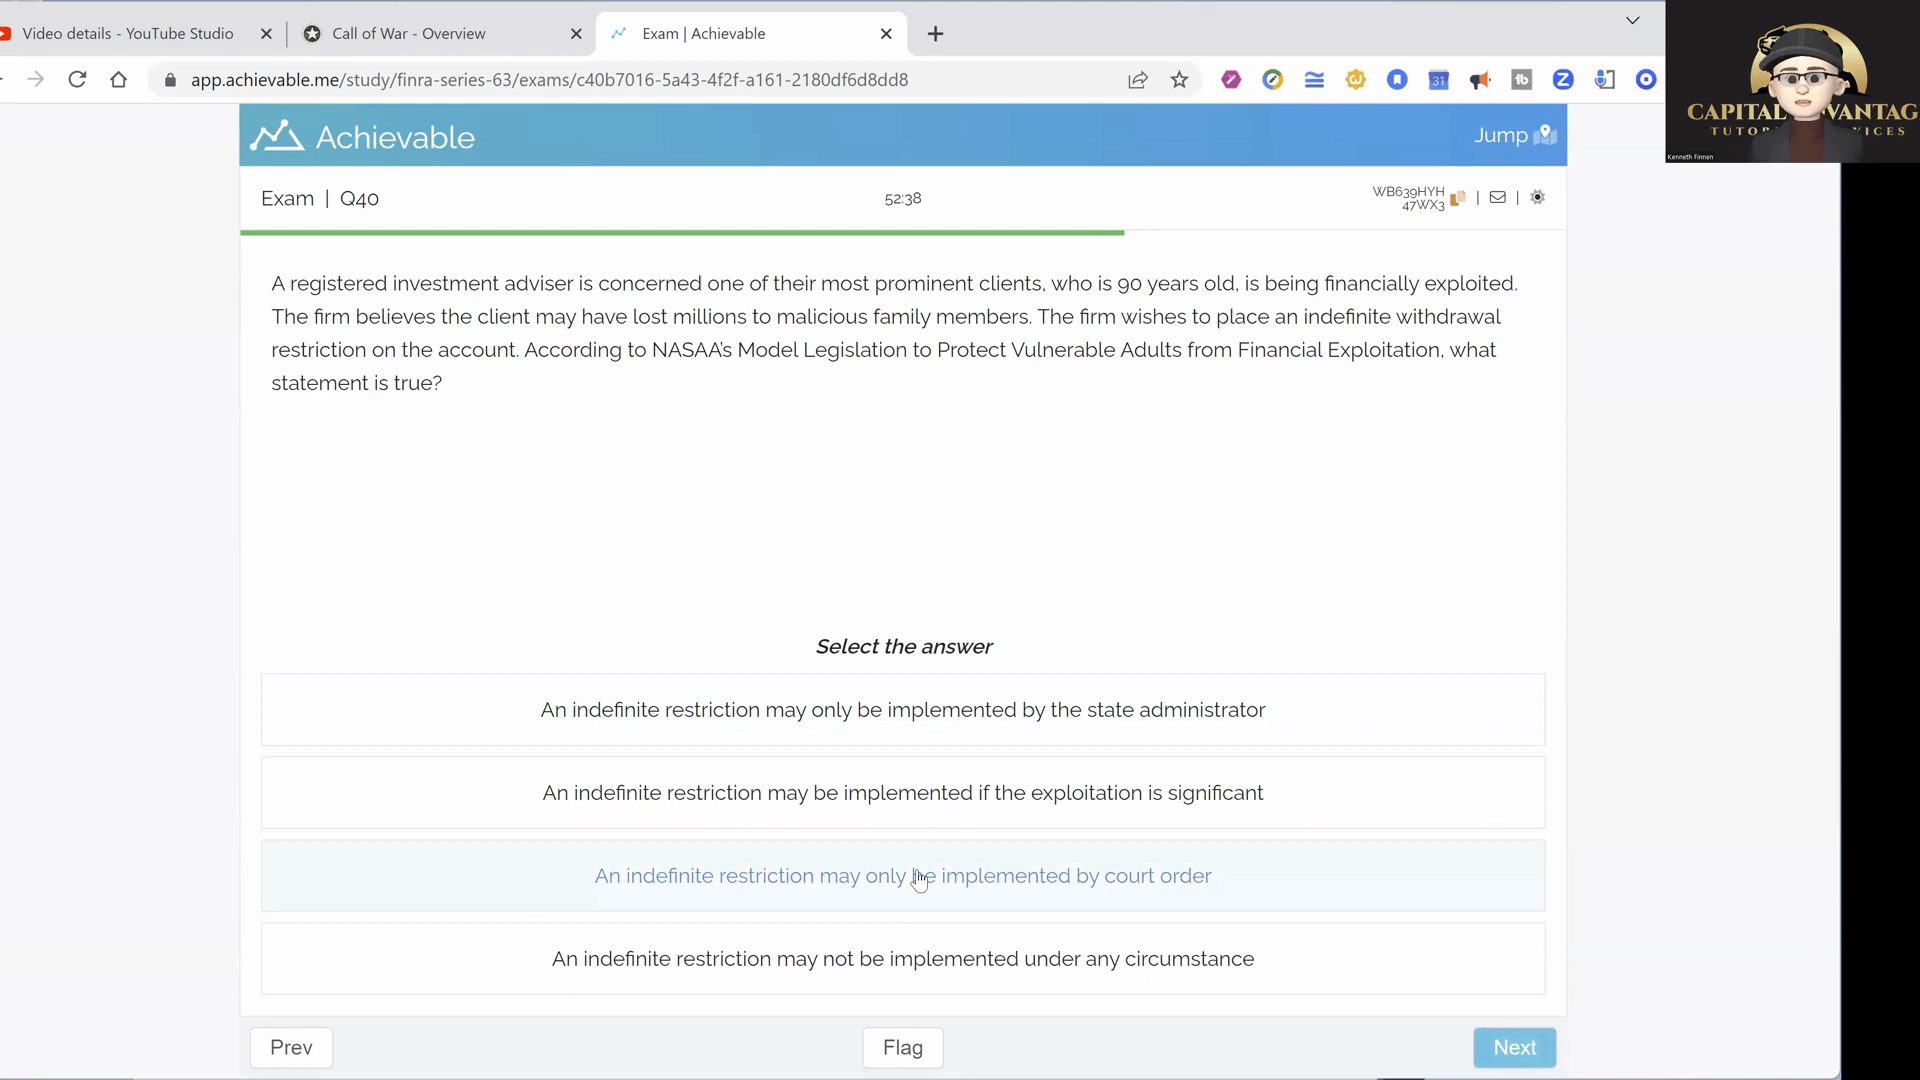 Video details - YouTube Studio
Call of War - Overview
Exam | Achievable
app.achievable.me/study/finra-series-63/exams/c40b7016-5a43-4f2f-a161-2180df6d8dd8
31
tb
Z
CAPITAL
VANTAG
TUTO
VICES
Kenneth Finnen
Achievable
Jump
Exam | Q40
52:38
WB639HYH
47WX3
A registered investment adviser is concerned one of their most prominent clients, who is 90 years old, is being financially exploited.
The firm believes the client may have lost millions to malicious family members. The firm wishes to place an indefinite withdrawal
restriction on the account. According to NASAA's Model Legislation to Protect Vulnerable Adults from Financial Exploitation, what
statement is true?
Select the answer
An indefinite restriction may only be implemented by the state administrator
An indefinite restriction may be implemented if the exploitation is significant
An indefinite restriction may only be implemented by court order
An indefinite restriction may not be implemented under any circumstance
Prev
Flag
Next